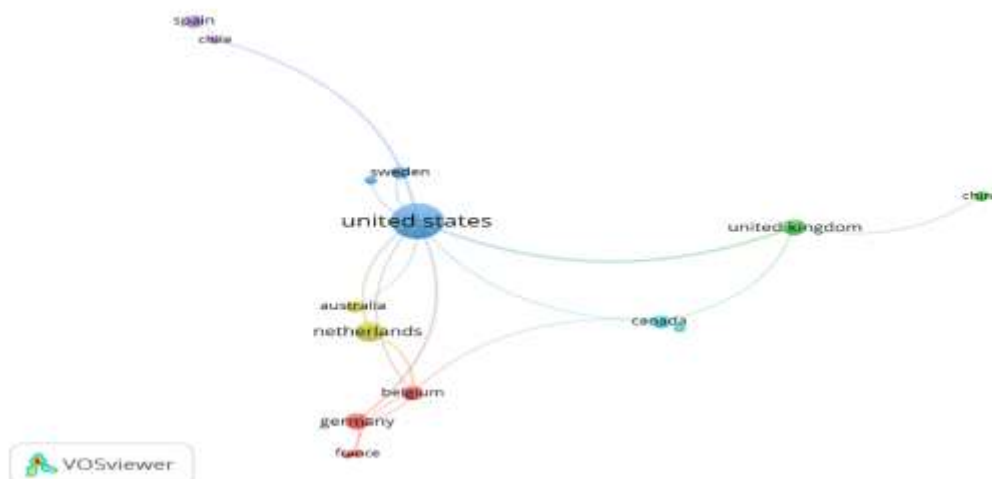 spain
chile
sweden
united states
united kingdom
australia
netherlands
canada
belgium
germany
france
VOSviewer